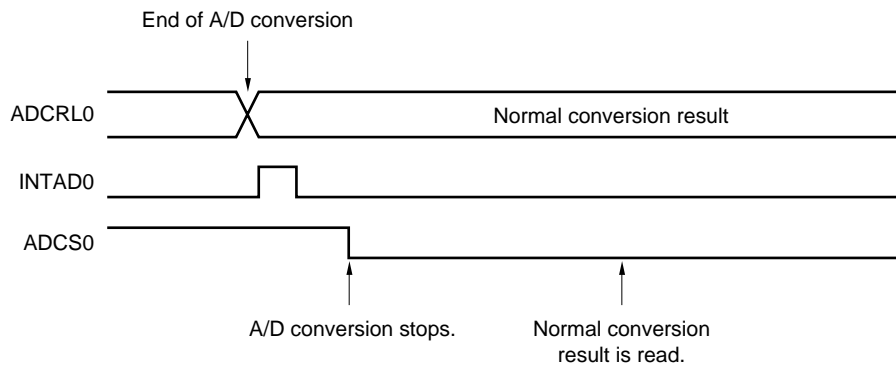 End of A/D conversion
ADCRL0
Normal conversion result
INTAD0
ADCS0
A/D conversion stops.
Normal conversion
result is read.